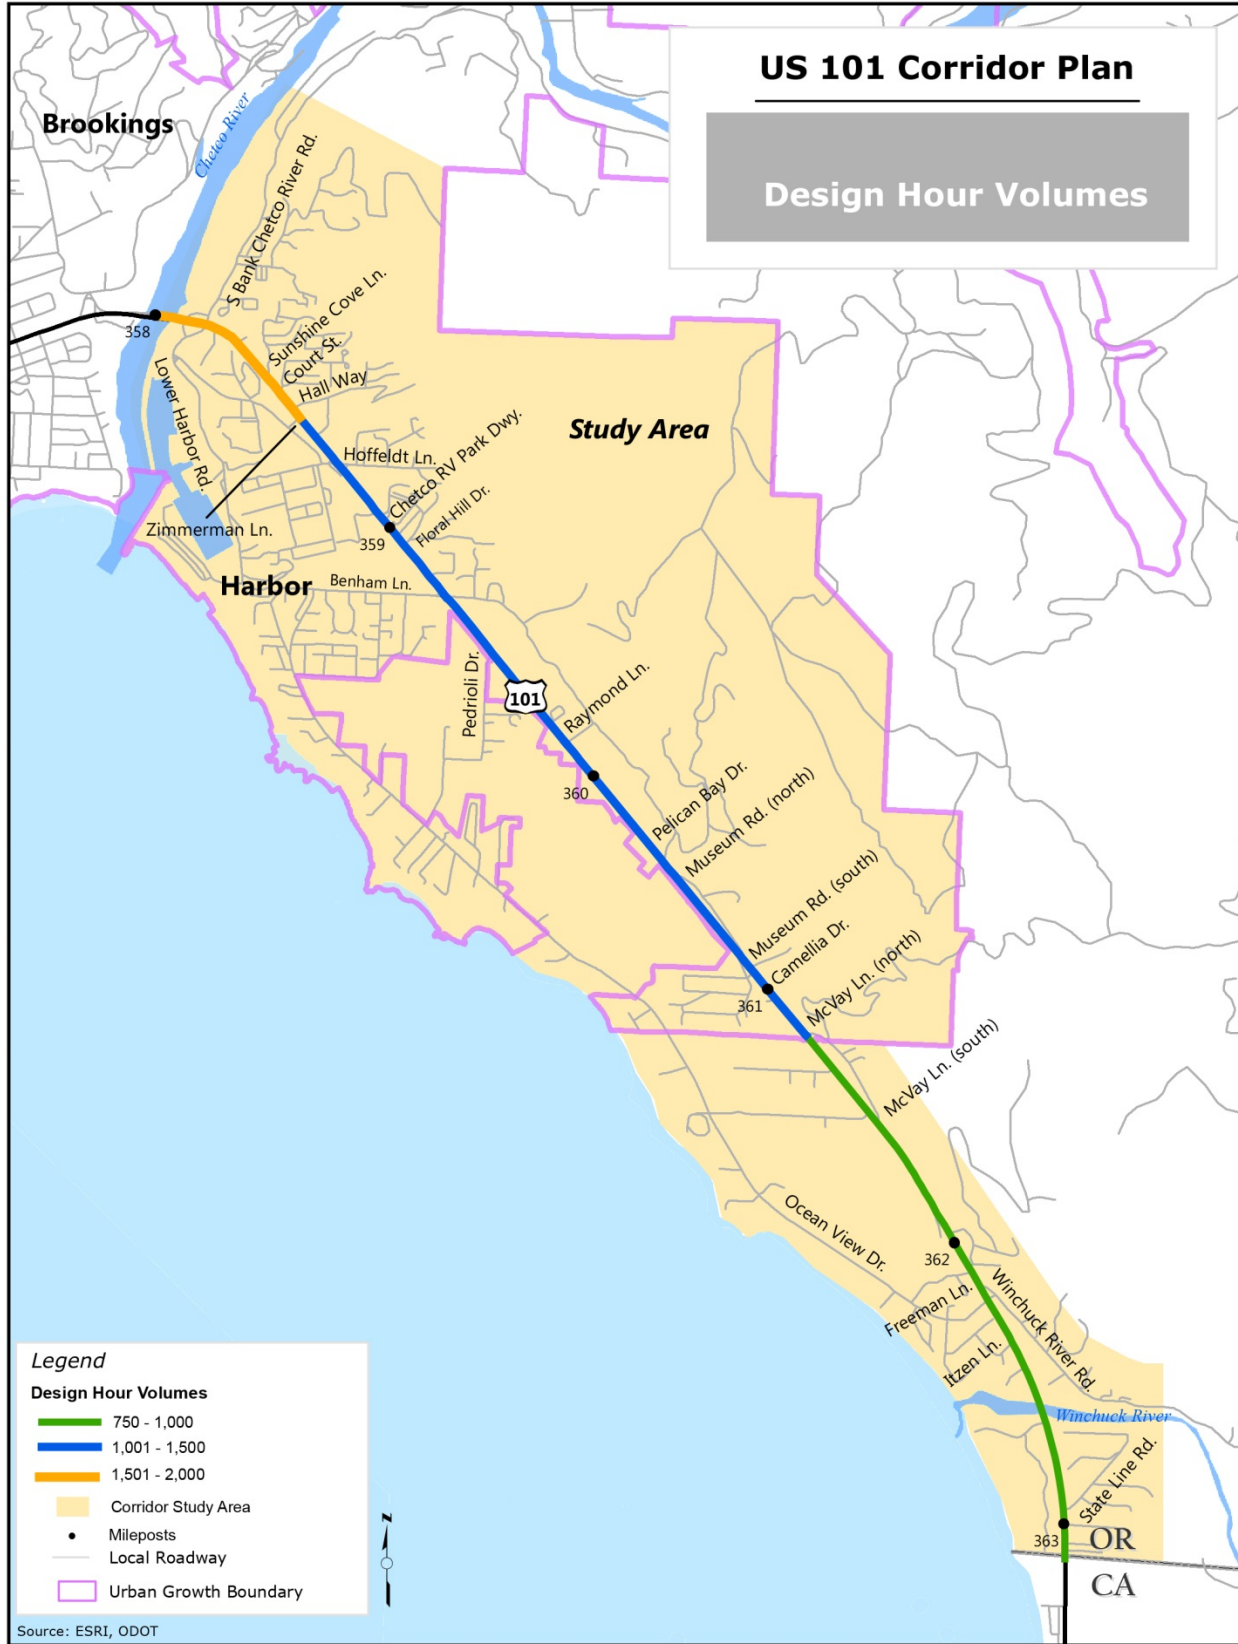 US 101 Corridor Plan
Design Hour Volumes
Brookings
Chetco River
S Bank Chetco River Rd.
358
Sunshine Cove Ln.
Court St.
Hall Way
Lower Harbor Rd.
Study Area
Hoffeldt Ln.
Chetco RV Park Dwy.
Floral Hill Dr.
Zimmerman Ln.
359
Harbor
Benham Ln.
Pedrioli Dr.
101
Raymond Ln.
360
Pelican Bay Dr.
Museum Rd. (north)
Museum Rd. (south)
Camellia Dr.
361
McVay Ln. (north)
McVay Ln. (south)
Ocean View Dr.
362
Freeman Ln.
Winchuck River Rd.
Itzen Ln.
Winchuck River
State Line Rd.
363
OR
CA
Legend
Design Hour Volumes
750 - 1,000
1,001 - 1,500
1,501 - 2,000
Corridor Study Area
Mileposts
Local Roadway
Urban Growth Boundary
z
Source: ESRI, ODOT